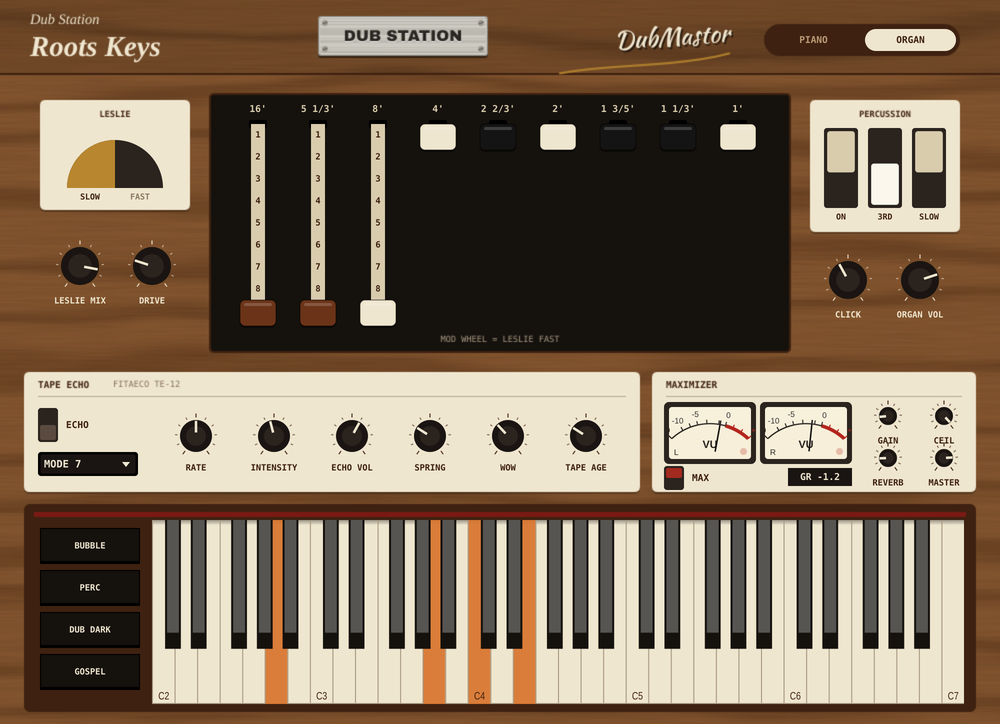 Dub Station
Roots Keys
DUB STATION
DubMastor
PIANO ORGAN
LESLIE
SLOW FAST
LESLIE MIX DRIVE
16' 5 1/3' 8' 4' 2 2/3' 2' 1 3/5' 1 1/3' 1'
1 1 1
2 2 2
3 3 3
4 4 4
5 5 5
6 6 6
7 7 7
8 8 8
MOD WHEEL = LESLIE FAST
PERCUSSION
ON 3RD SLOW
CLICK ORGAN VOL
TAPE ECHO FITAECO TE-12
ECHO
MODE 7
RATE INTENSITY ECHO VOL SPRING WOW TAPE AGE
MAXIMIZER
-10 -5 0
VU
L
-10 -5 0
VU
R
GAIN CEIL
MAX
GR -1.2
REVERB MASTER
BUBBLE
PERC
DUB DARK
GOSPEL
C2 C3 C4 C5 C6 C7